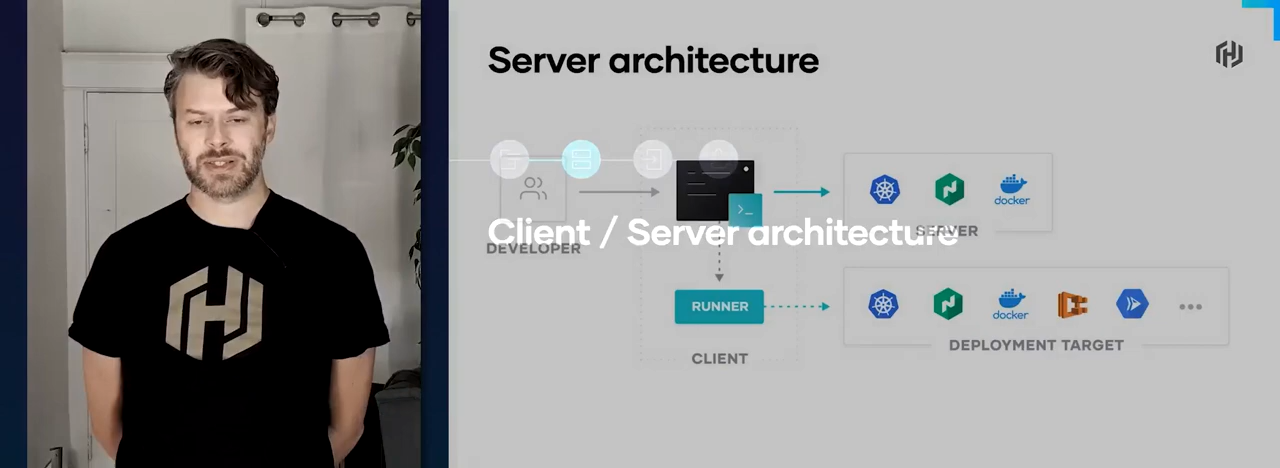 Server architecture
Client / Server architecture
DEVELOPER
docker
SERVER
RUNNER
docker
DEPLOYMENT TARGET
CLIENT